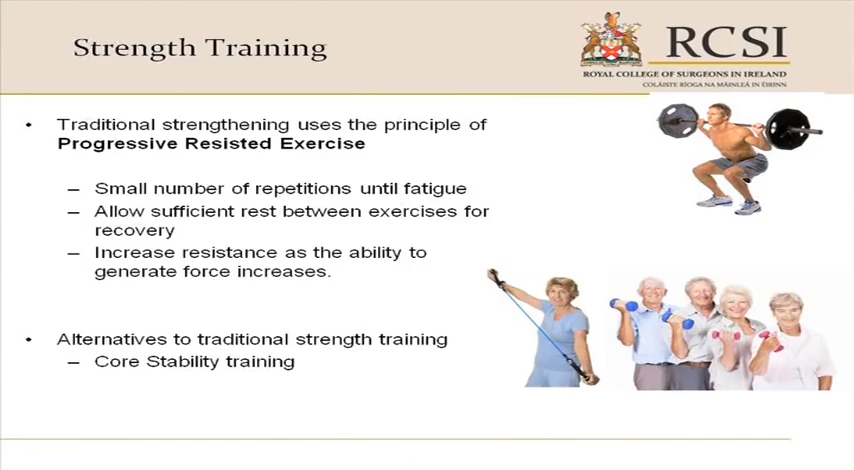 Strength Training
RCSI
ROYAL COLLEGE OF SURGEONS IN IRELAND
COLÁISTE RÍOGA NA MÁINLEÁ IN ÉIRINN
• Traditional strengthening uses the principle of
Progressive Resisted Exercise
– Small number of repetitions until fatigue
– Allow sufficient rest between exercises for
recovery
– Increase resistance as the ability to
generate force increases.
• Alternatives to traditional strength training
– Core Stability training